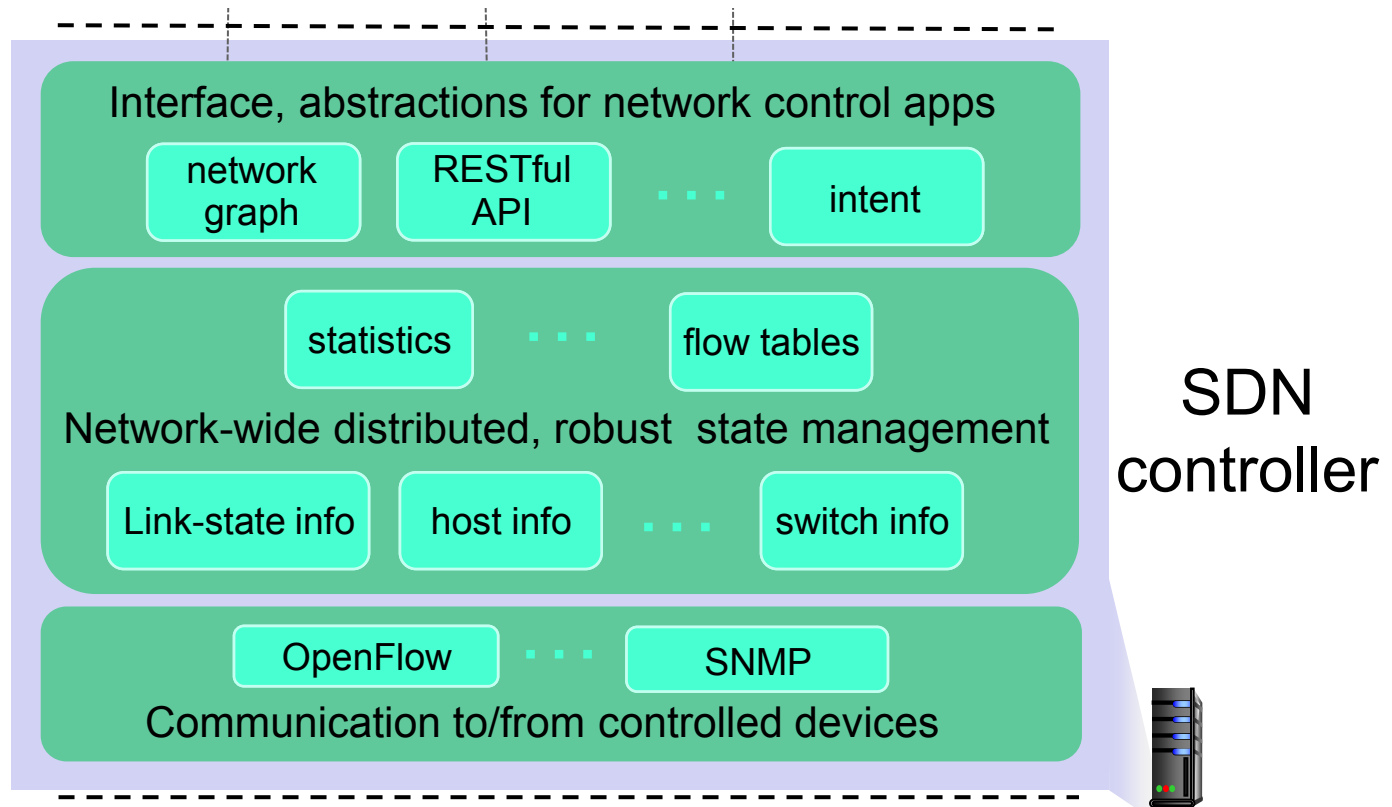 Interface, abstractions for network control apps
network
graph
RESTful
API
. . .
intent
statistics
. . .
flow tables
Network-wide distributed, robust  state management
Link-state info
host info
. . .
switch info
OpenFlow
. . .
SNMP
Communication to/from controlled devices
SDN
controller